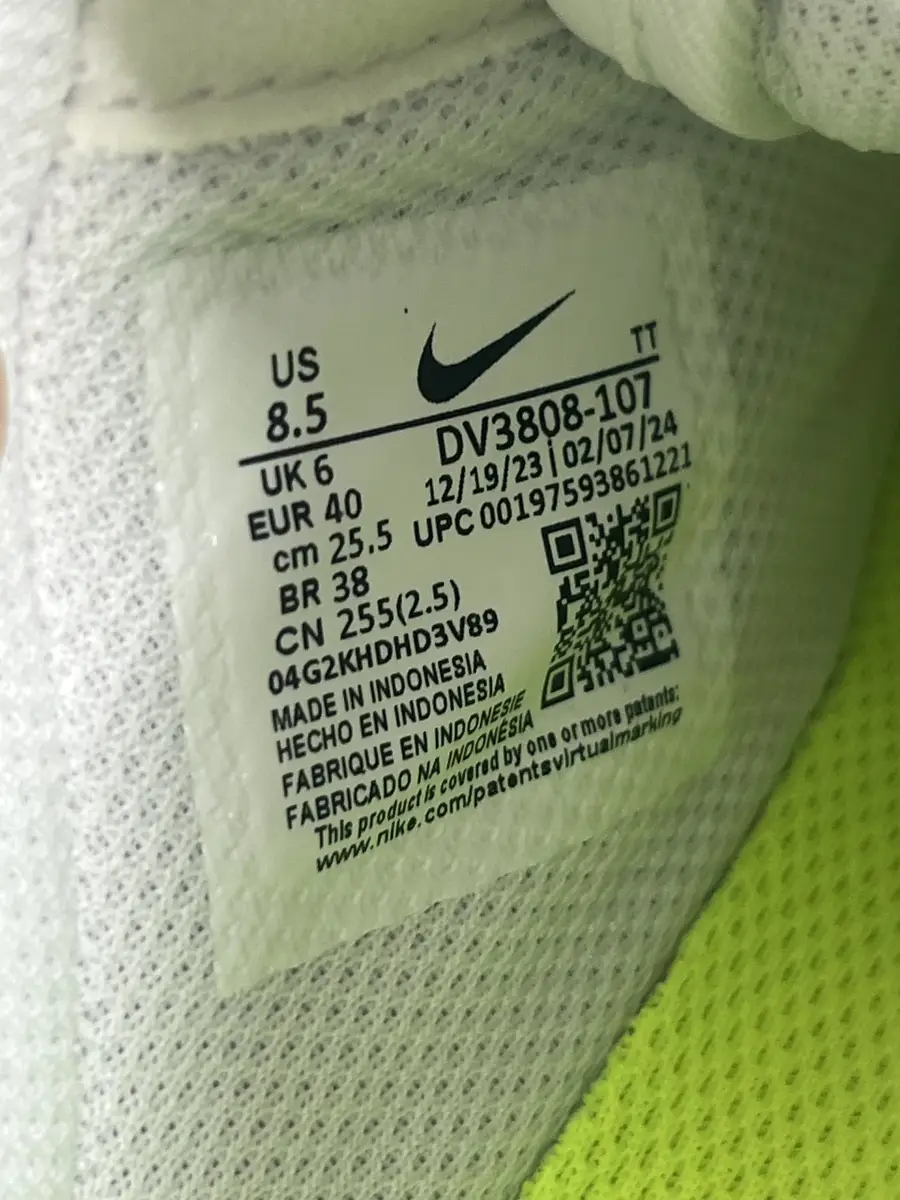 US
8.5
TT
UK 6
DV3808-107
EUR 40
12/19/23 | 02/07/24
cm 25.5
UPC 00197593861221
BR 38
CN 255(2.5)
04G2KHDHD3V89
MADE IN INDONESIA
HECHO EN INDONESIA
FABRIQUE EN INDONESIE
FABRICADO NA INDONÉSIA
This product is covered by one or more patents:
www.nike.com/patentsvirtualmarking